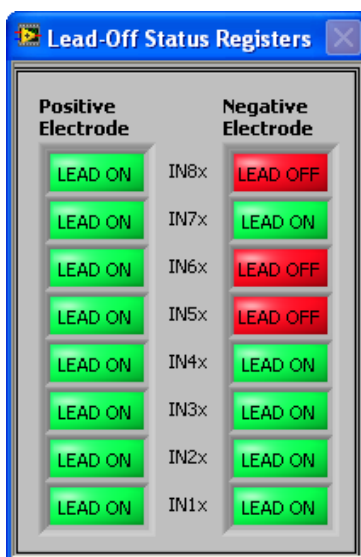 Lead-Off Status Registers
Positive Electrode
Negative Electrode
LEAD ON IN8x LEAD OFF
LEAD ON IN7x LEAD ON
LEAD ON IN6x LEAD OFF
LEAD ON IN5x LEAD OFF
LEAD ON IN4x LEAD ON
LEAD ON IN3x LEAD ON
LEAD ON IN2x LEAD ON
LEAD ON IN1x LEAD ON